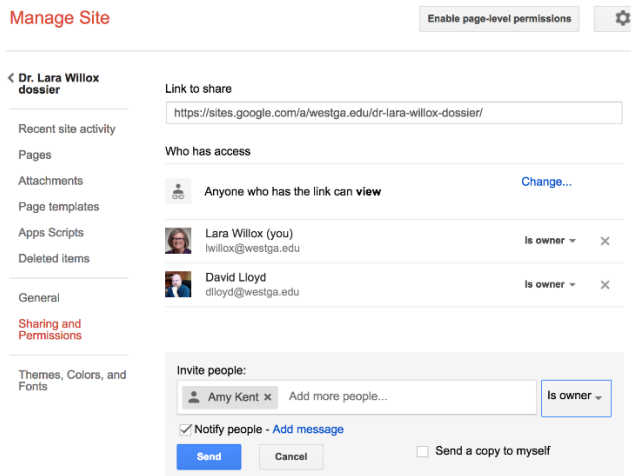 Manage Site
Enable page-level permissions
Dr. Lara Willox
dossier
Recent site activity
Pages
Attachments
Page templates
Apps Scripts
Deleted items
General
Sharing and
Permissions
Themes, Colors, and
Fonts
Link to share
https://sites.google.com/a/westga.edu/dr-lara-willox-dossier/
Who has access
Anyone who has the link can view
Change...
Lara Willox (you)
lwillox@westga.edu
Is owner
David Lloyd
dlloyd@westga.edu
Is owner
Invite people:
Amy Kent × Add more people...
Is owner
Notify people - Add message
Send
Cancel
Send a copy to myself